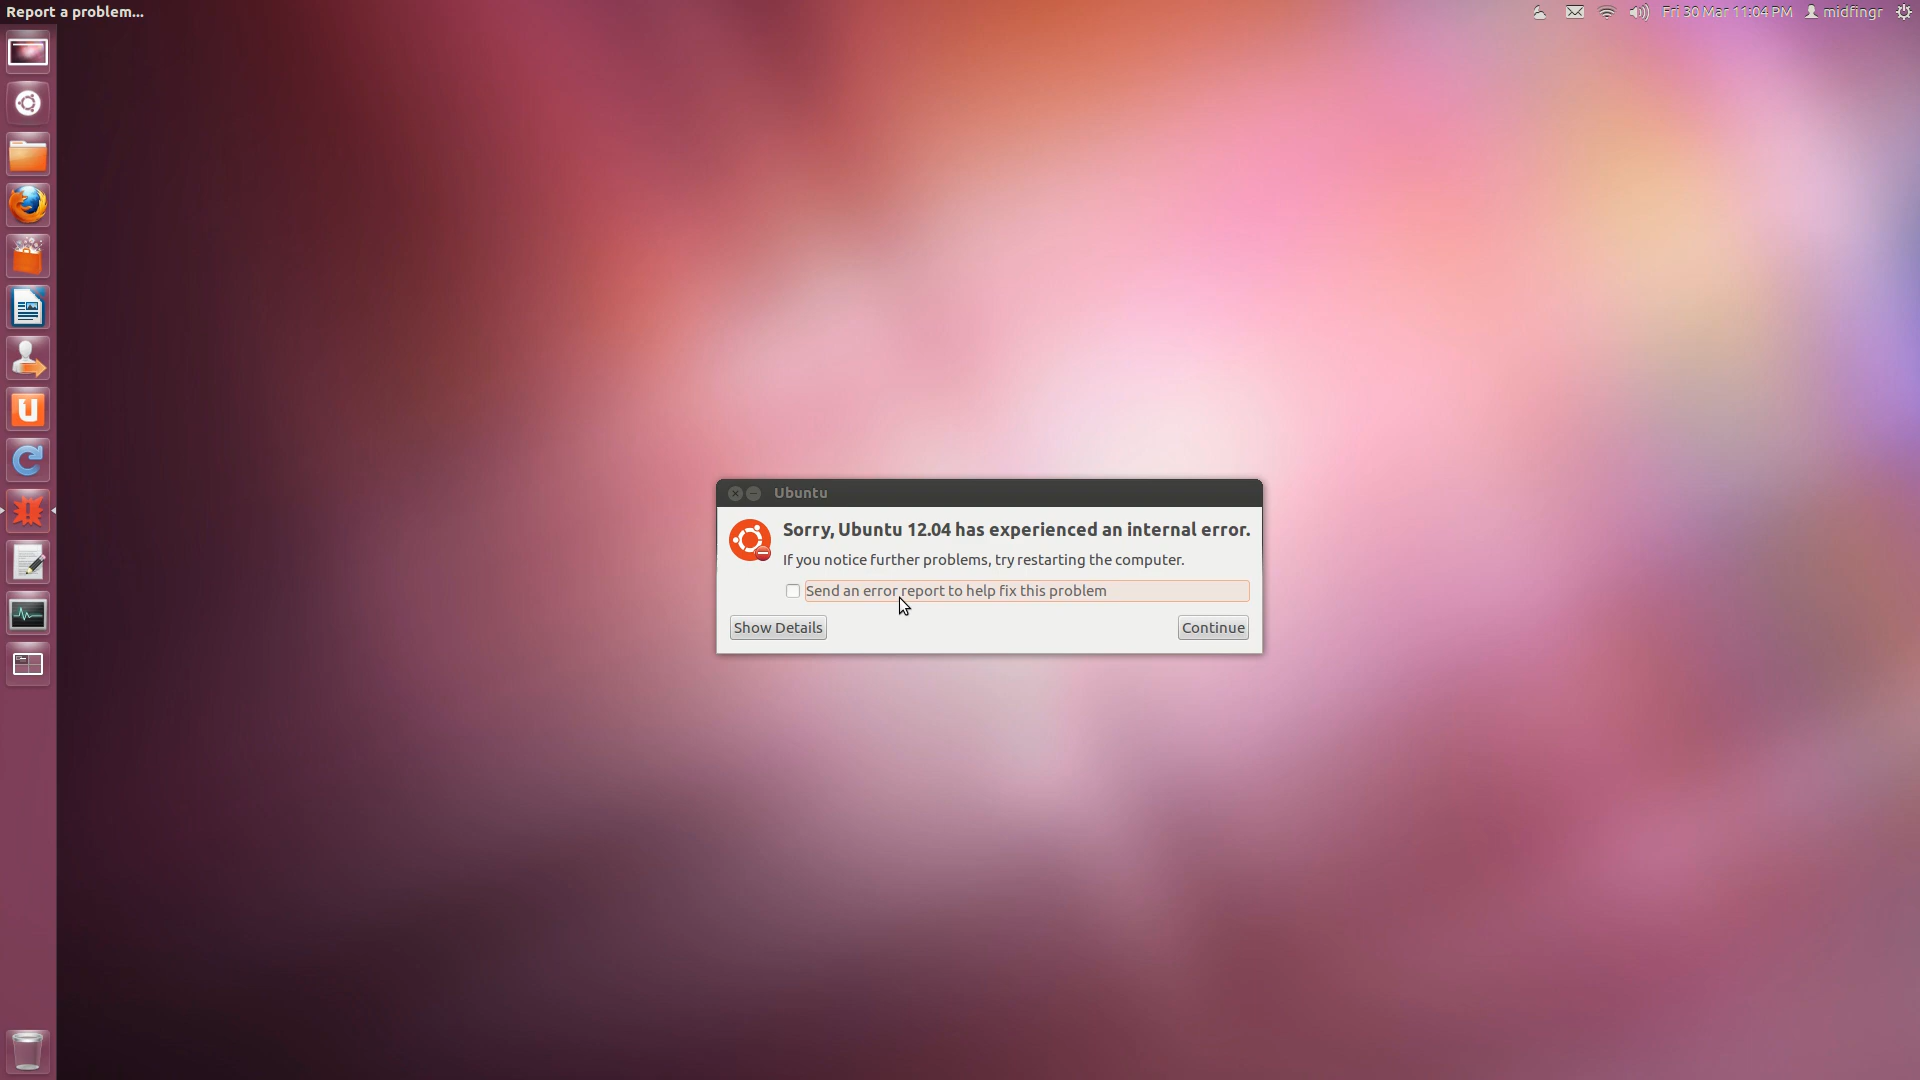 Report a problem...
Fri 30 Mar 11:04 PM
midfingr
Ubuntu
Sorry, Ubuntu 12.04 has experienced an internal error.
If you notice further problems, try restarting the computer.
Send an error report to help fix this problem
Show Details
Continue